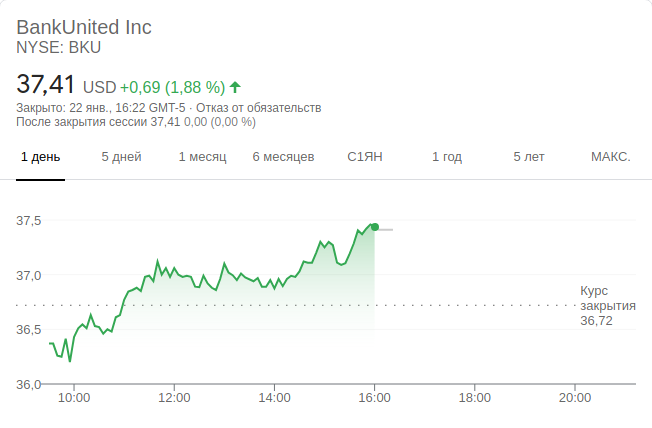 BankUnited Inc
NYSE: BKU
37,41 USD +0,69 (1,88 %)
Закрыто: 22 янв., 16:22 GMT-5 · Отказ от обязательств
После закрытия сессии 37,41 0,00 (0,00 %)
1 день 5 дней 1 месяц 6 месяцев С1ЯН 1 год 5 лет МАКС.
37,5
37,0
Курс
закрытия
36,72
36,5
36,0
10:00 12:00 14:00 16:00 18:00 20:00